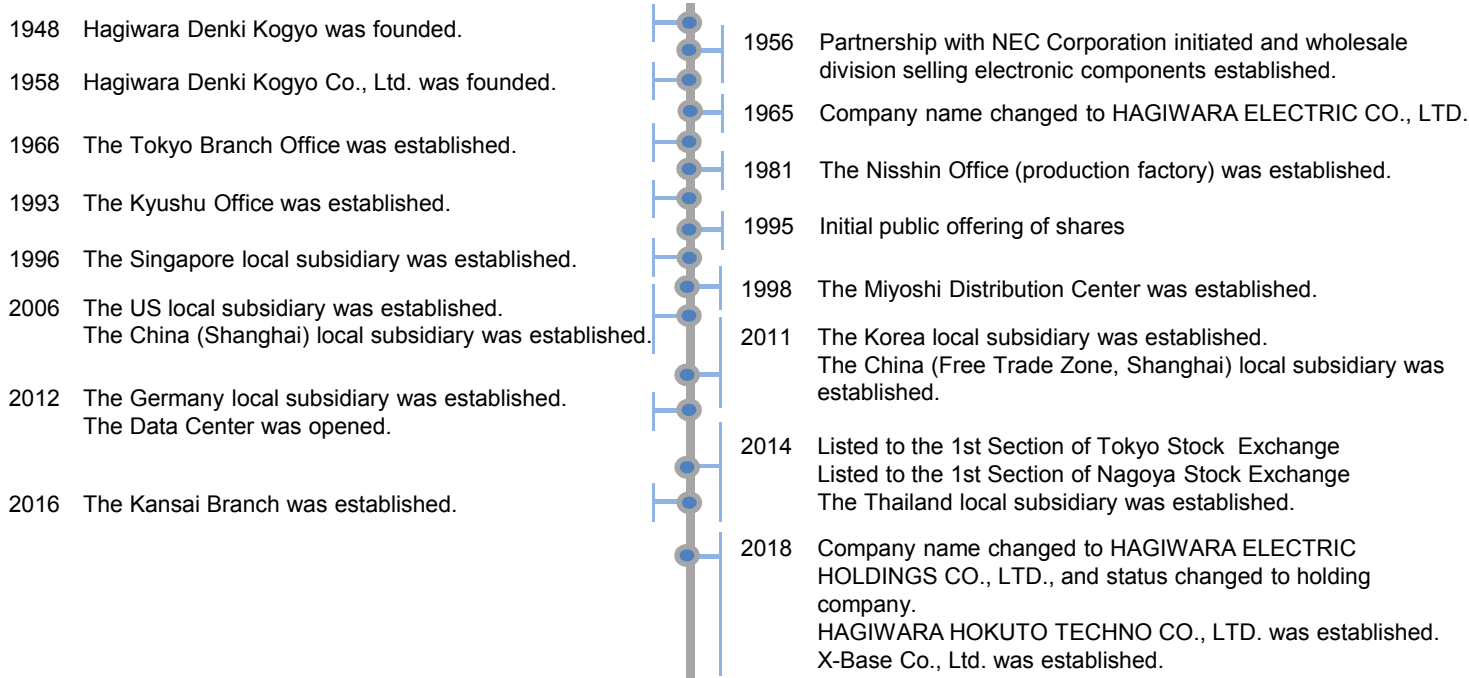 1948 Hagiwara Denki Kogyo was founded.
1956 Partnership with NEC Corporation initiated and wholesale
division selling electronic components established.
1958 Hagiwara Denki Kogyo Co., Ltd. was founded.
1965 Company name changed to HAGIWARA ELECTRIC CO., LTD.
1966 The Tokyo Branch Office was established.
1981 The Nisshin Office (production factory) was established.
1993 The Kyushu Office was established.
1995 Initial public offering of shares
1996 The Singapore local subsidiary was established.
1998 The Miyoshi Distribution Center was established.
2006 The US local subsidiary was established.
The China (Shanghai) local subsidiary was established.
2011 The Korea local subsidiary was established.
The China (Free Trade Zone, Shanghai) local subsidiary was
established.
2012 The Germany local subsidiary was established.
The Data Center was opened.
2014 Listed to the 1st Section of Tokyo Stock Exchange
Listed to the 1st Section of Nagoya Stock Exchange
The Thailand local subsidiary was established.
2016 The Kansai Branch was established.
2018 Company name changed to HAGIWARA ELECTRIC
HOLDINGS CO., LTD., and status changed to holding
company.
HAGIWARA HOKUTO TECHNO CO., LTD. was established.
X-Base Co., Ltd. was established.